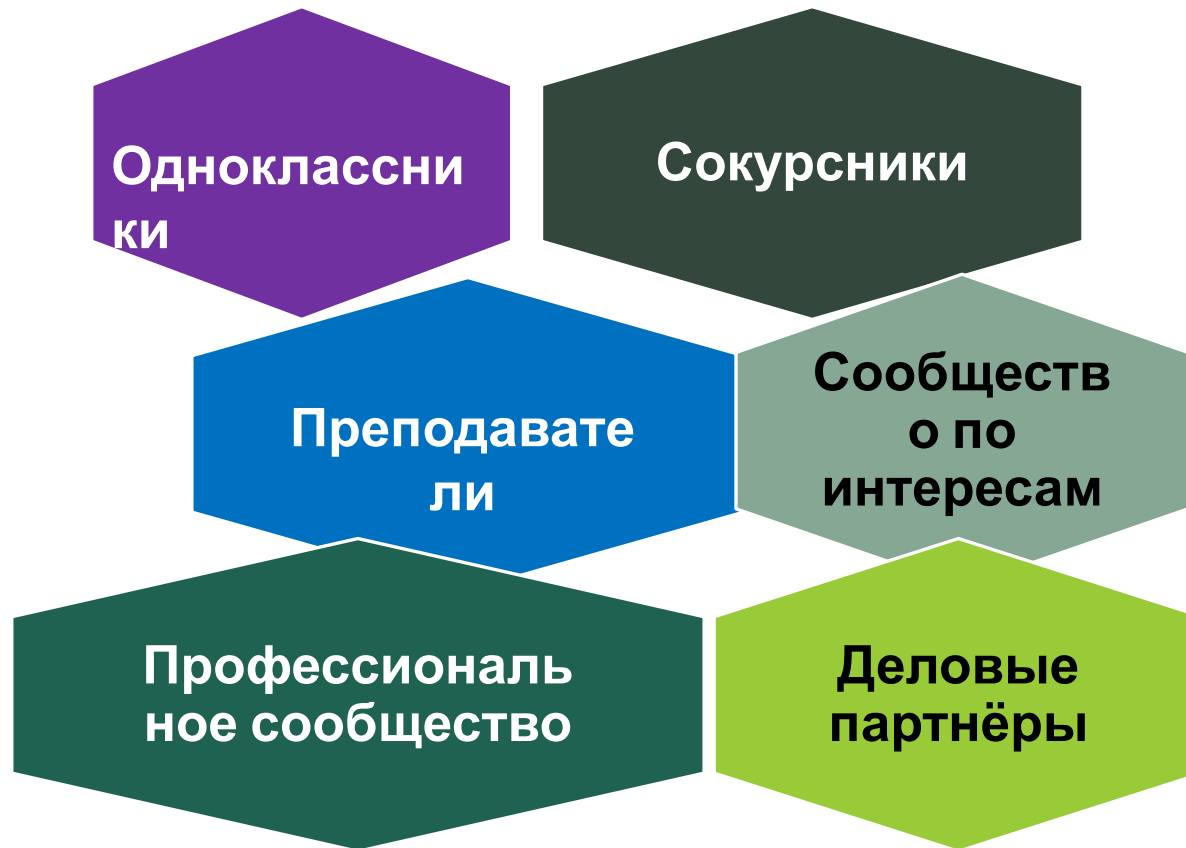 Одноклассни
ки
Сокурсники
Преподавате
ли
Сообществ
о по
интересам
Профессиональ
ное сообщество
Деловые
партнёры